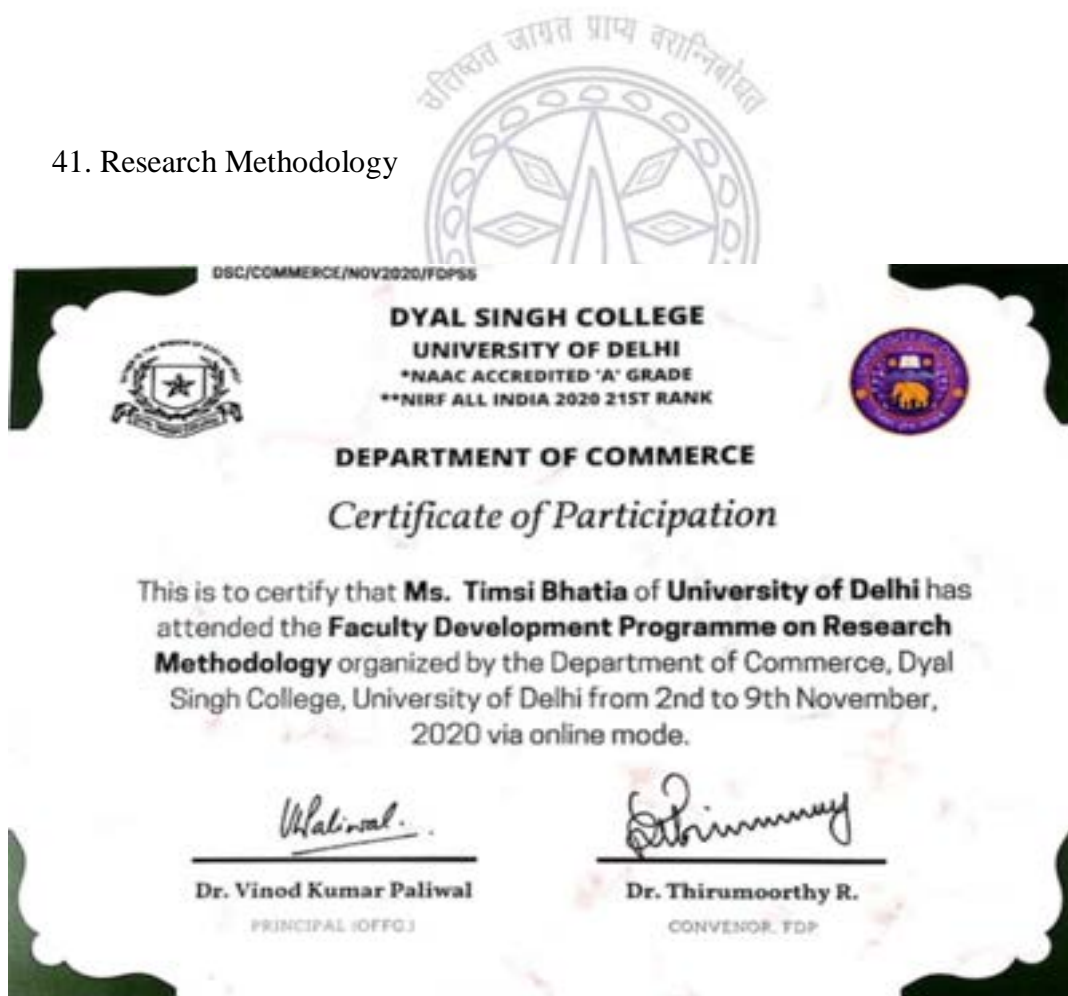 उत्तिष्ठत जाग्रत प्राप्य वरान्निबोधत
41. Research Methodology
DSC/COMMERCE/NOV2020/FDP55
DYAL SINGH COLLEGE
UNIVERSITY OF DELHI
*NAAC ACCREDITED 'A' GRADE
**NIRF ALL INDIA 2020 21ST RANK
DEPARTMENT OF COMMERCE
Certificate of Participation
This is to certify that Ms. Timsi Bhatia of University of Delhi has
attended the Faculty Development Programme on Research
Methodology organized by the Department of Commerce, Dyal
Singh College, University of Delhi from 2nd to 9th November,
2020 via online mode.
Dr. Vinod Kumar Paliwal
Dr. Thirumoorthy R.
PRINCIPAL (OFFG.)
CONVENOR, FDP